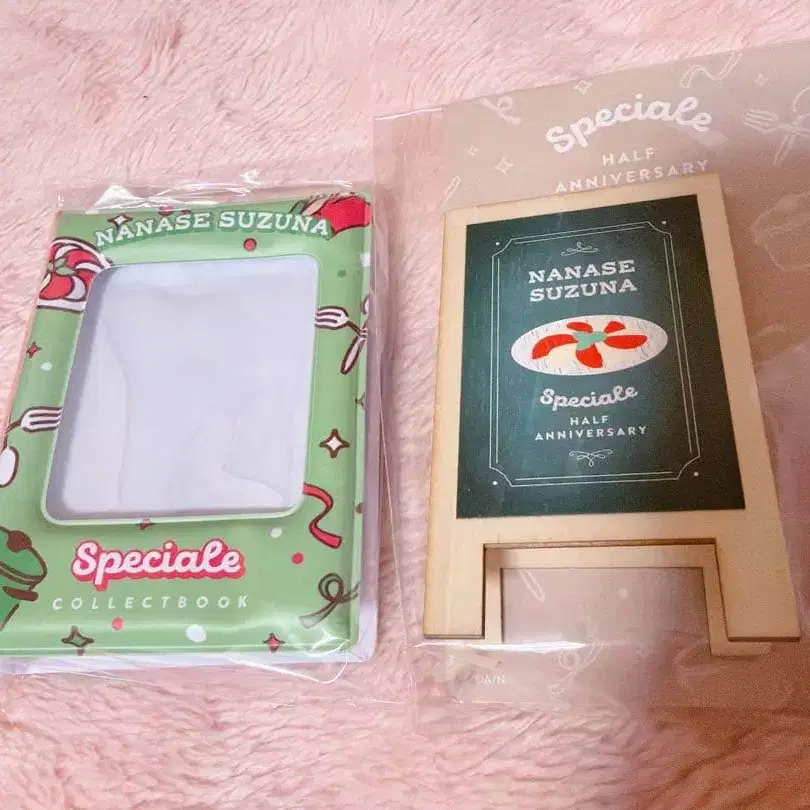 NANASE SUZUNA
Speciale
COLLECTBOOK
Speciale
HALF
ANNIVERSARY
NANASE
SUZUNA
Speciale
HALF
ANNIVERSARY